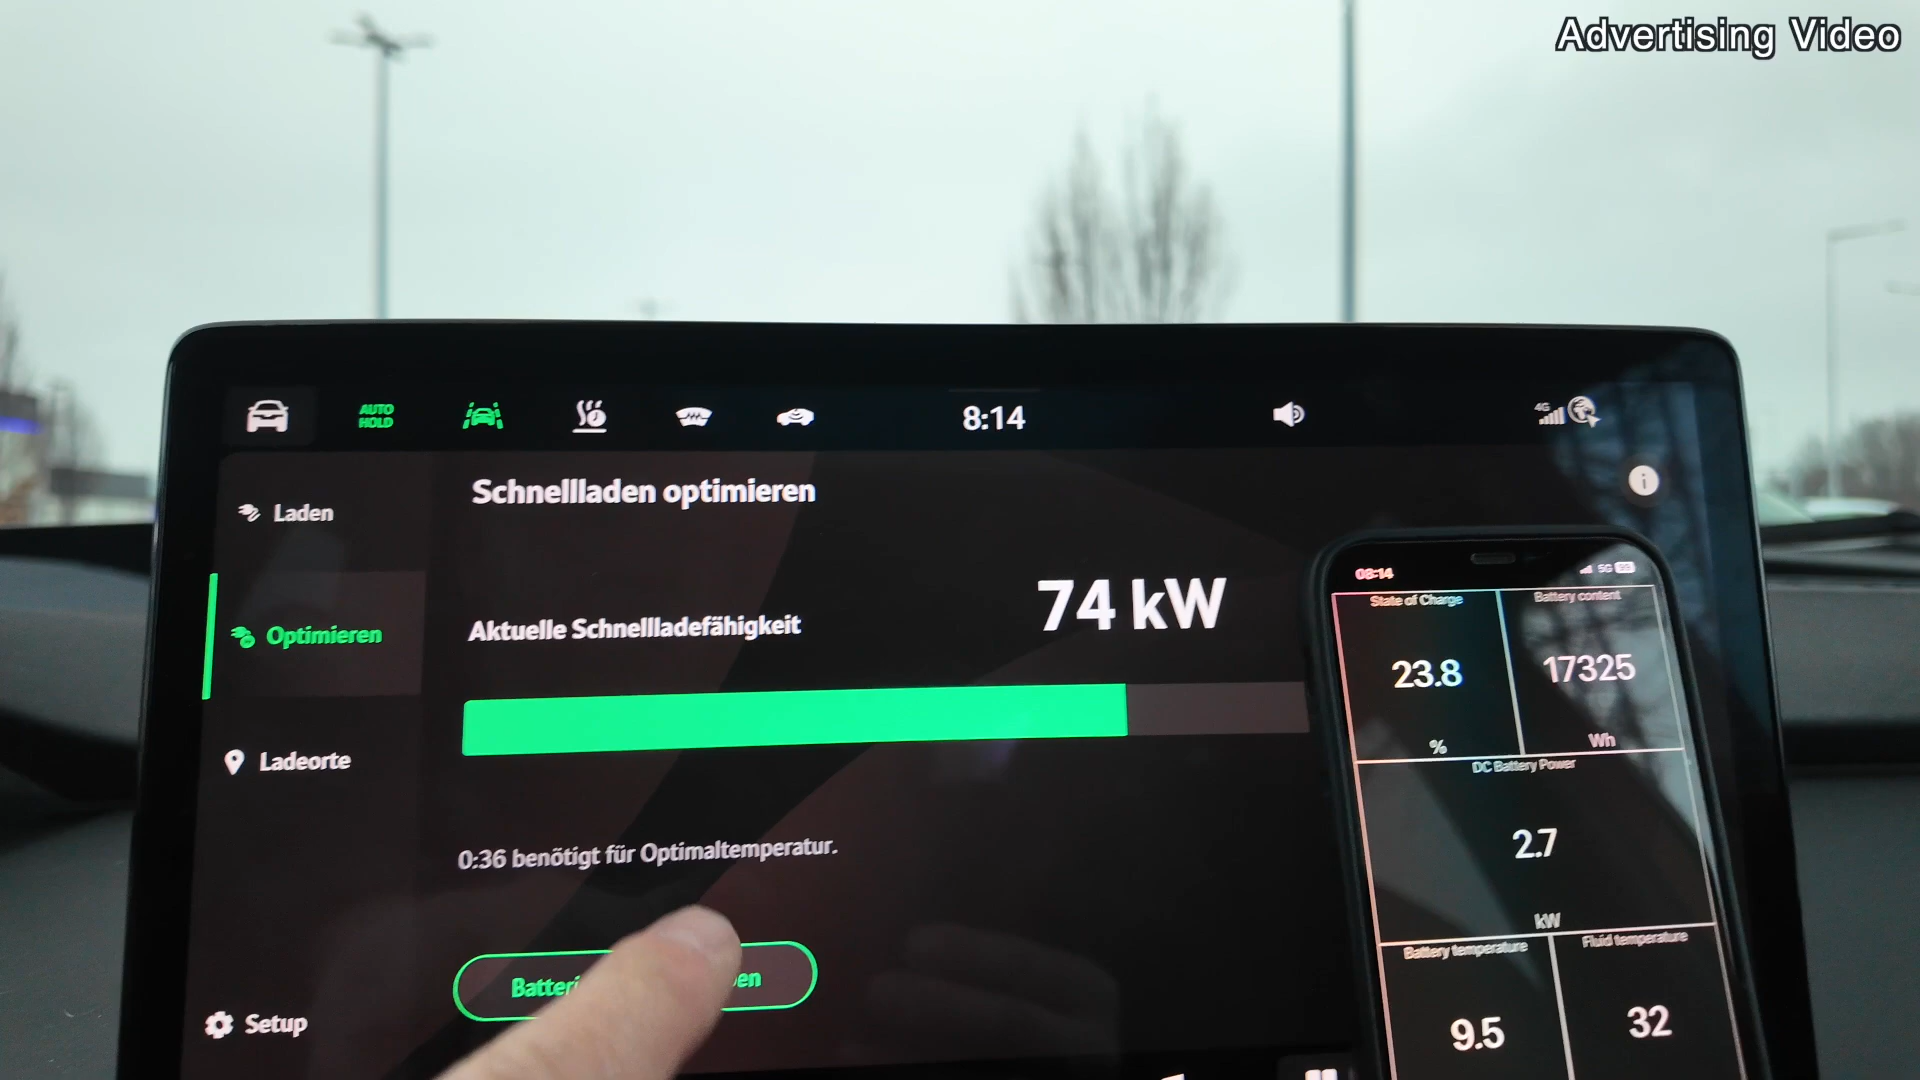 Advertising Video
AUTO
HOLD
8:14
4G
Laden
Schnellladen optimieren
Optimieren
Aktuelle Schnellladefähigkeit
74 kW
Ladeorte
0:36 benötigt für Optimaltemperatur.
Setup
08:14
5G
State of Charge
Battery content
23.8
17325
%
Wh
DC Battery Power
2.7
kW
Battery temperature
Fluid temperature
9.5
32